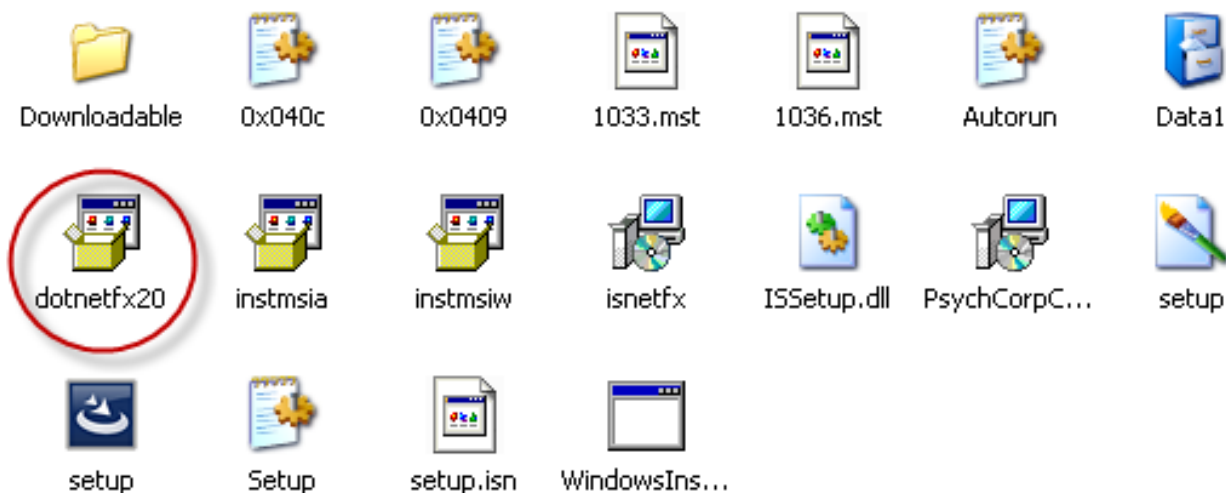 Downloadable 0x040c 0x0409 1033.mst 1036.mst Autorun Data1
dotnetfx20 instmsia instmsiw isnetfx ISSetup.dll PsychCorpC... setup
setup Setup setup.isn WindowsIns...